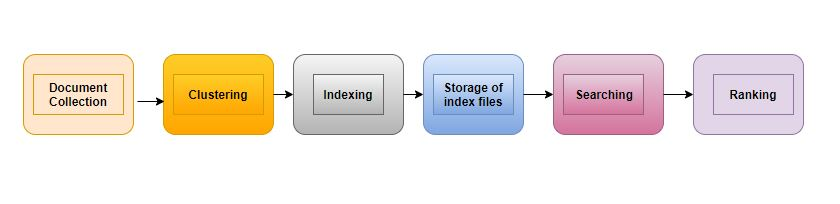 Document
Collection
Clustering
Indexing
Storage of
index files
Searching
Ranking